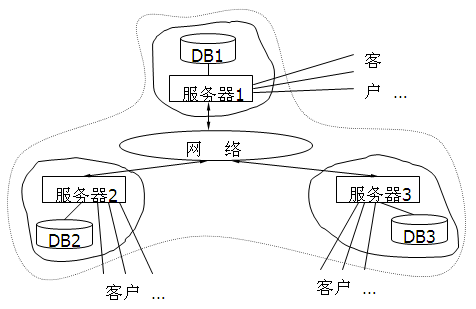 DB1
客
服务器1
户 ...
网 络
服务器2
服务器3
DB2
DB3
客户 ...
客户 ...